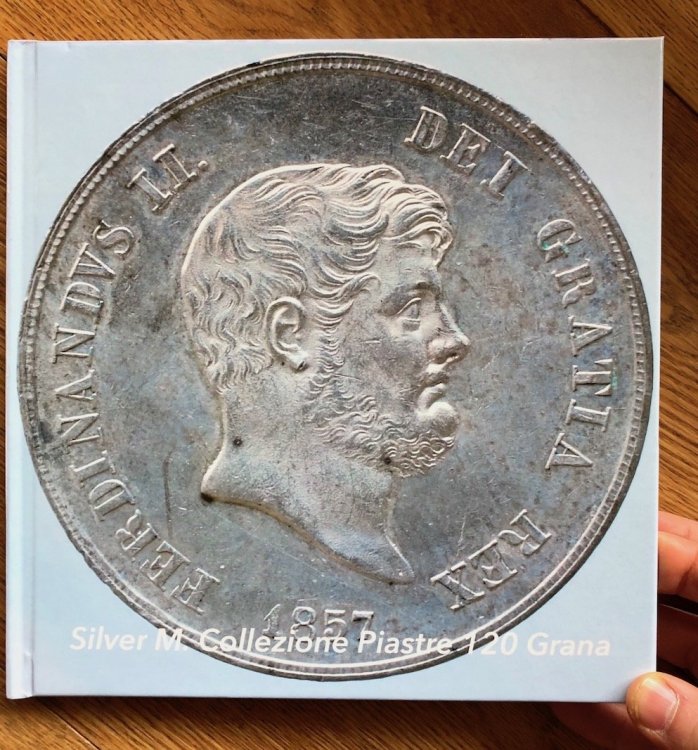 FERDINANDVS II. DEI GRATIA REX
1857
Silver M. Collezione Piastre 120 Grana